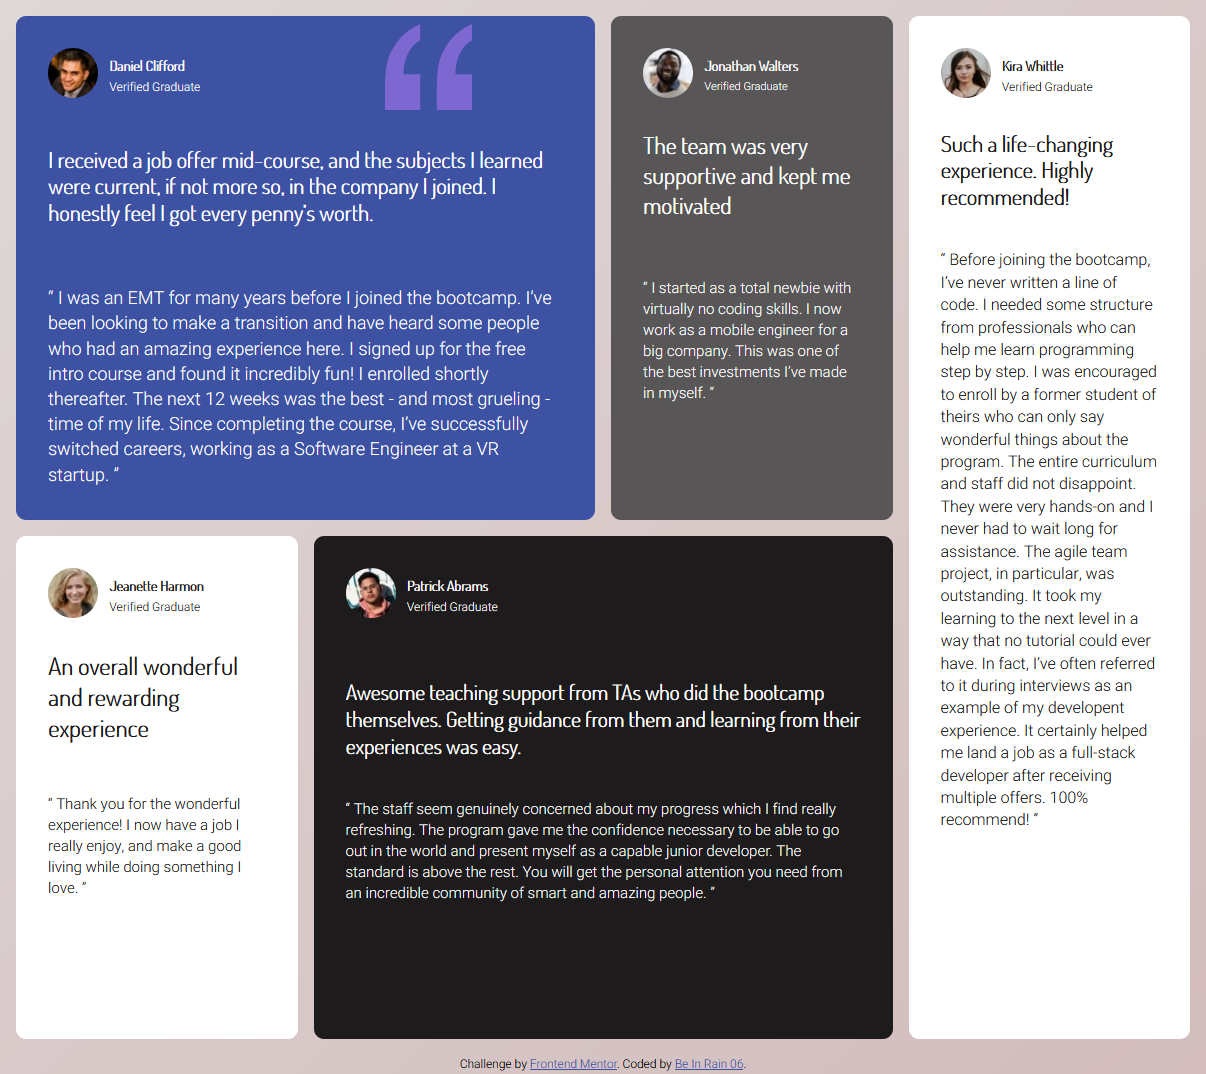 Daniel Clifford
Verified Graduate
I received a job offer mid-course, and the subjects I learned
were current, if not more so, in the company I joined. I
honestly feel I got every penny’s worth.
“ I was an EMT for many years before I joined the bootcamp. I’ve
been looking to make a transition and have heard some people
who had an amazing experience here. I signed up for the free
intro course and found it incredibly fun! I enrolled shortly
thereafter. The next 12 weeks was the best - and most grueling -
time of my life. Since completing the course, I’ve successfully
switched careers, working as a Software Engineer at a VR
startup. ”
Jonathan Walters
Verified Graduate
The team was very
supportive and kept me
motivated
“ I started as a total newbie with
virtually no coding skills. I now
work as a mobile engineer for a
big company. This was one of
the best investments I’ve made
in myself. ”
Kira Whittle
Verified Graduate
Such a life-changing
experience. Highly
recommended!
“ Before joining the bootcamp,
I’ve never written a line of
code. I needed some structure
from professionals who can
help me learn programming
step by step. I was encouraged
to enroll by a former student of
theirs who can only say
wonderful things about the
program. The entire curriculum
and staff did not disappoint.
They were very hands-on and I
never had to wait long for
assistance. The agile team
project, in particular, was
outstanding. It took my
learning to the next level in a
way that no tutorial could ever
have. In fact, I’ve often referred
to it during interviews as an
example of my developent
experience. It certainly helped
me land a job as a full-stack
developer after receiving
multiple offers. 100%
recommend! ”
Jeanette Harmon
Verified Graduate
An overall wonderful
and rewarding
experience
“ Thank you for the wonderful
experience! I now have a job I
really enjoy, and make a good
living while doing something I
love. ”
Patrick Abrams
Verified Graduate
Awesome teaching support from TAs who did the bootcamp
themselves. Getting guidance from them and learning from their
experiences was easy.
“ The staff seem genuinely concerned about my progress which I find really
refreshing. The program gave me the confidence necessary to be able to go
out in the world and present myself as a capable junior developer. The
standard is above the rest. You will get the personal attention you need from
an incredible community of smart and amazing people. ”
Challenge by Frontend Mentor. Coded by Be In Rain 06.